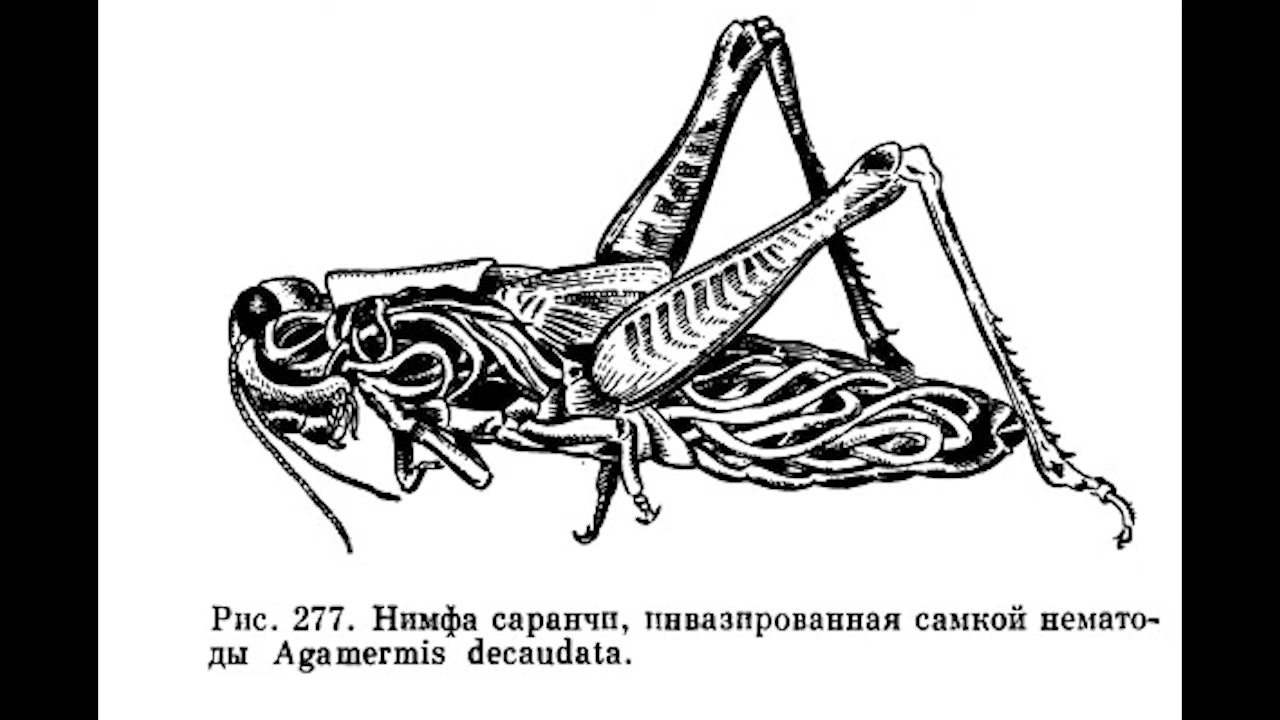 Рис. 277. Нимфа саранчи, инвазированная самкой немато-
ды Agamermis decaudata.